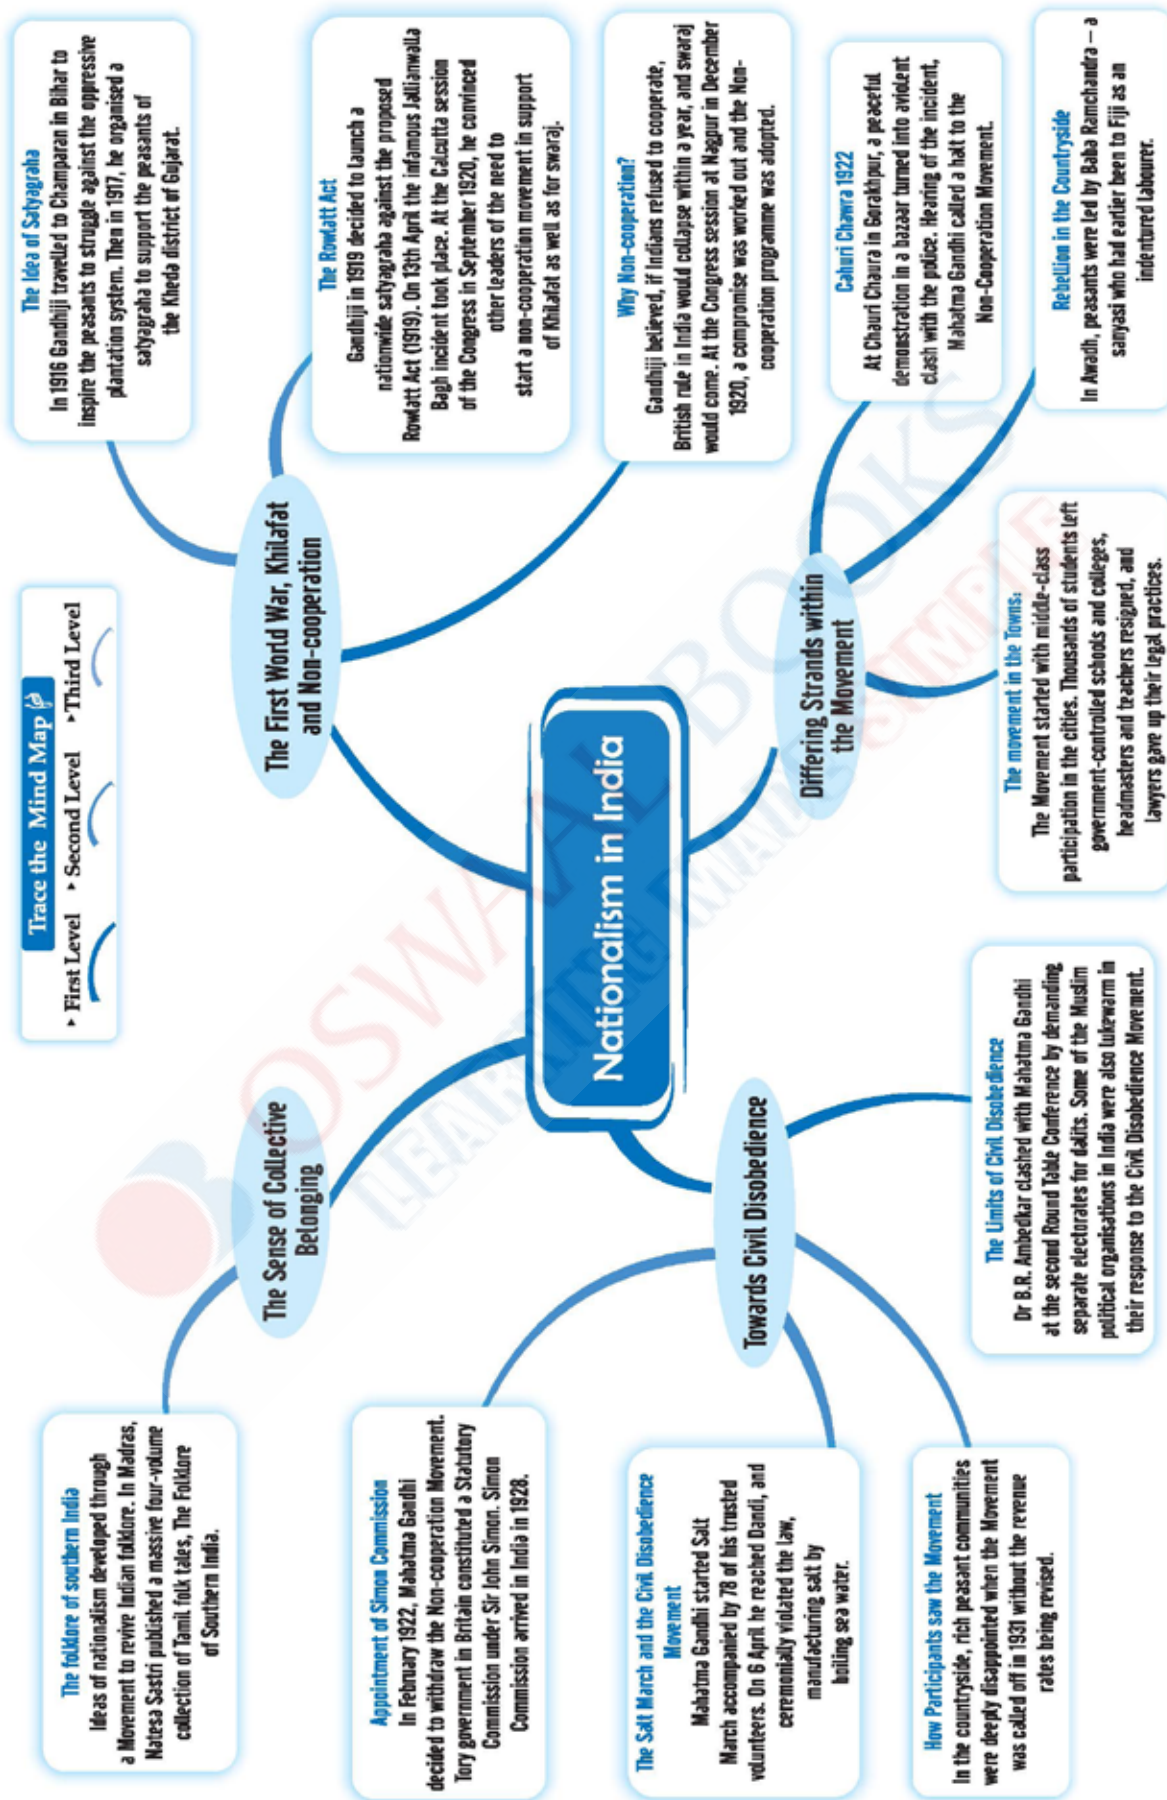 Trace the Mind Map
▸ First Level ▸ Second Level ▸ Third Level
Nationalism in India
The First World War, Khilafat
and Non-cooperation
The Idea of Satyagraha
In 1916 Gandhiji travelled to Champaran in Bihar to
inspire the peasants to struggle against the oppressive
plantation system. Then in 1917, he organised a
satyagraha to support the peasants of
the Kheda district of Gujarat.
The Rowlatt Act
Gandhiji in 1919 decided to launch a
nationwide satyagraha against the proposed
Rowlatt Act (1919). On 13th April the infamous Jallianwalla
Bagh incident took place. At the Calcutta session
of the Congress in September 1920, he convinced
other leaders of the need to
start a non-cooperation movement in support
of Khilafat as well as for swaraj.
Why Non-cooperation?
Gandhiji believed, if Indians refused to cooperate,
British rule in India would collapse within a year, and swaraj
would come. At the Congress session at Nagpur in December
1920, a compromise was worked out and the Non-
cooperation programme was adopted.
Differing Strands within
the Movement
Cahuri Chawra 1922
At Chauri Chaura in Gorakhpur, a peaceful
demonstration in a bazaar turned into aviolent
clash with the police. Hearing of the incident,
Mahatma Gandhi called a halt to the
Non-Cooperation Movement.
Rebellion in the Countryside
In Awadh, peasants were led by Baba Ramchandra – a
sanyasi who had earlier been to Fiji as an
indentured labourer.
The movement in the Towns:
The Movement started with middle-class
participation in the cities. Thousands of students left
government-controlled schools and colleges,
headmasters and teachers resigned, and
lawyers gave up their legal practices.
The Sense of Collective
Belonging
The folklore of southern India
Ideas of nationalism developed through
a Movement to revive Indian folklore. In Madras,
Natesa Sastri published a massive four-volume
collection of Tamil folk tales, The Folklore
of Southern India.
Towards Civil Disobedience
Appointment of Simon Commission
In February 1922, Mahatma Gandhi
decided to withdraw the Non-cooperation Movement.
Tory government in Britain constituted a Statutory
Commission under Sir John Simon. Simon
Commission arrived in India in 1928.
The Salt March and the Civil Disobedience
Movement
Mahatma Gandhi started Salt
March accompanied by 78 of his trusted
volunteers. On 6 April he reached Dandi, and
ceremonially violated the law,
manufacturing salt by
boiling sea water.
How Participants saw the Movement
In the countryside, rich peasant communities
were deeply disappointed when the Movement
was called off in 1931 without the revenue
rates being revised.
The Limits of Civil Disobedience
Dr B.R. Ambedkar clashed with Mahatma Gandhi
at the second Round Table Conference by demanding
separate electorates for dalits. Some of the Muslim
political organisations in India were also lukewarm in
their response to the Civil Disobedience Movement.
OSWAAL BOOKS
LEARNING MADE SIMPLE